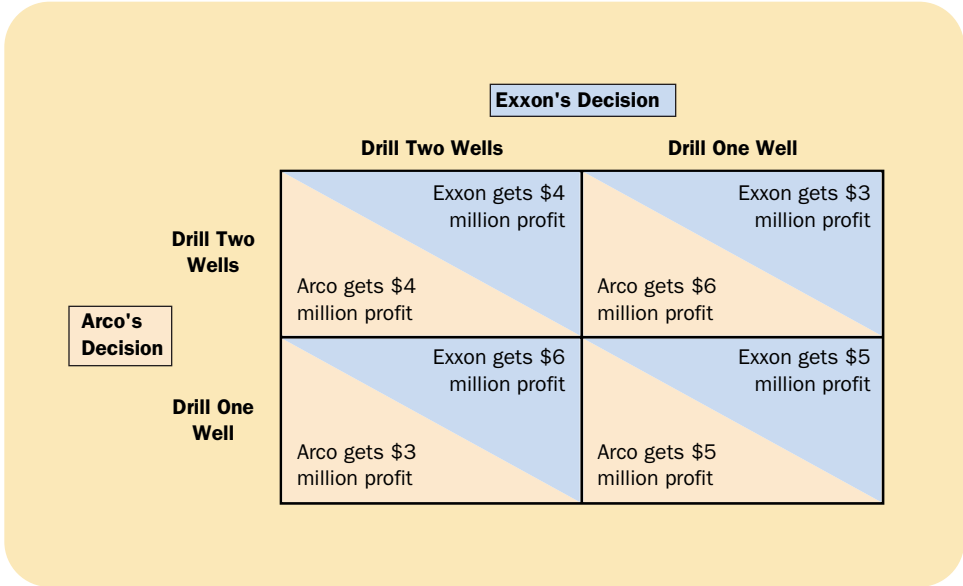 Exxon's Decision
Drill Two Wells
Drill One Well
Drill Two
Wells
Exxon gets $4
million profit
Arco gets $4
million profit
Exxon gets $3
million profit
Arco gets $6
million profit
Arco's
Decision
Drill One
Well
Exxon gets $6
million profit
Arco gets $3
million profit
Exxon gets $5
million profit
Arco gets $5
million profit